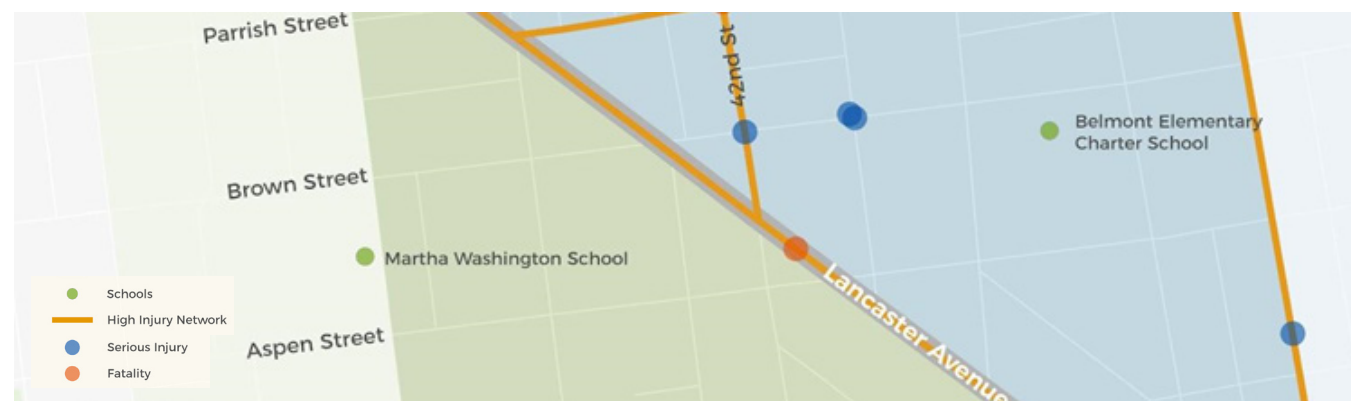 Parrish Street
42nd St
Belmont Elementary
Charter School
Brown Street
Martha Washington School
Lancaster Avenue
Aspen Street
Schools
High Injury Network
Serious Injury
Fatality